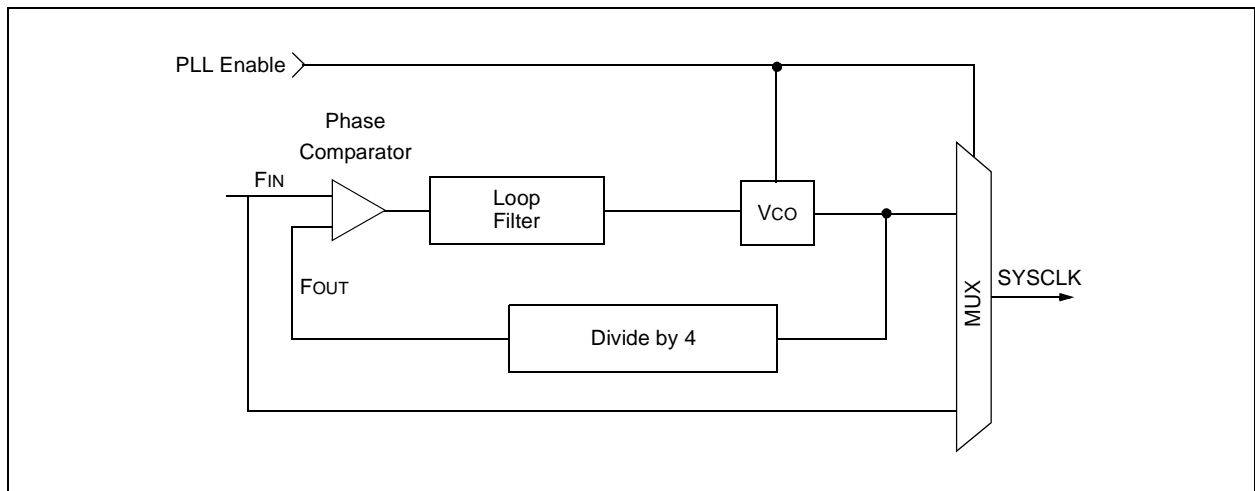 PLL Enable
Phase
Comparator
FIN
Loop
Filter
VCO
FOUT
Divide by 4
MUX
SYSCLK